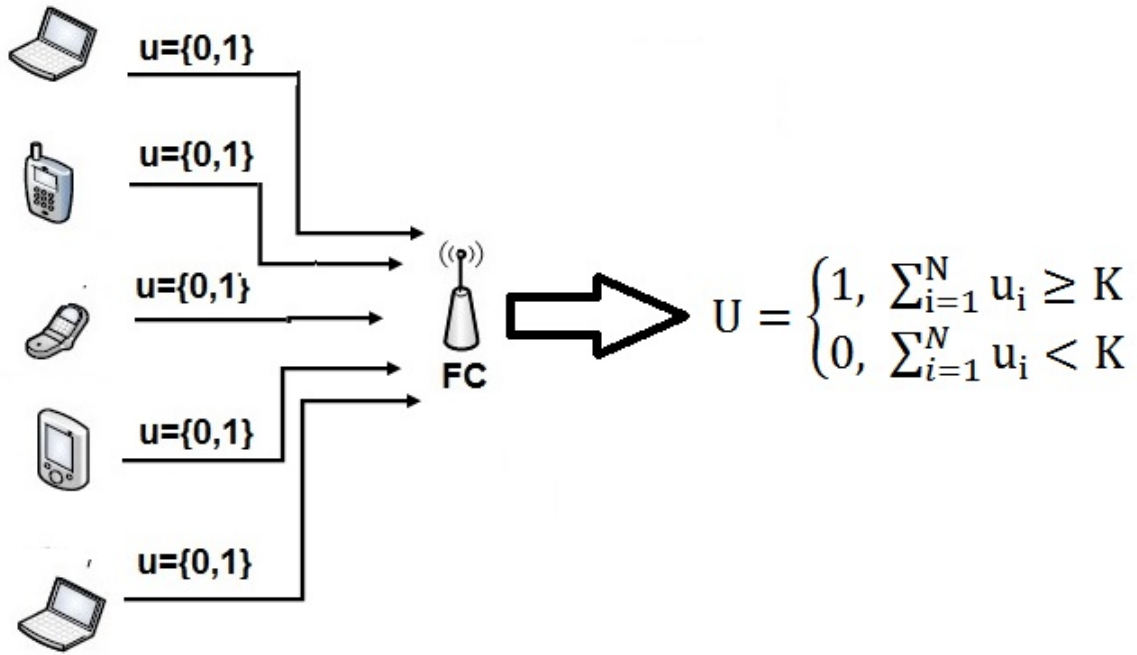 u={0,1}
u={0,1}
u={0,1}
u={0,1}
u={0,1}
FC
U = {1, ∑_{i=1}^{N} u_i ≥ K
0, ∑_{i=1}^{N} u_i < K